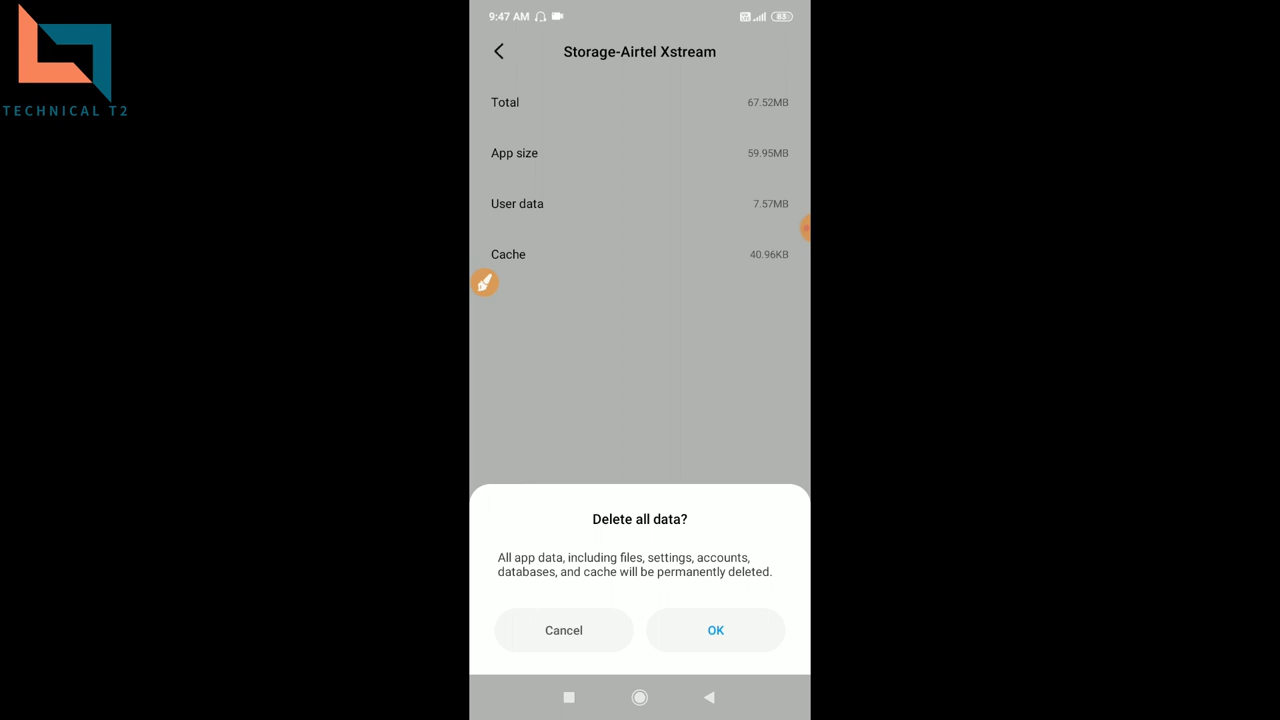 TECHNICAL T2
9:47 AM
83
Storage-Airtel Xstream
Total 67.52MB
App size 59.95MB
User data 7.57MB
Cache 40.96KB
Delete all data?
All app data, including files, settings, accounts,
databases, and cache will be permanently deleted.
Cancel OK